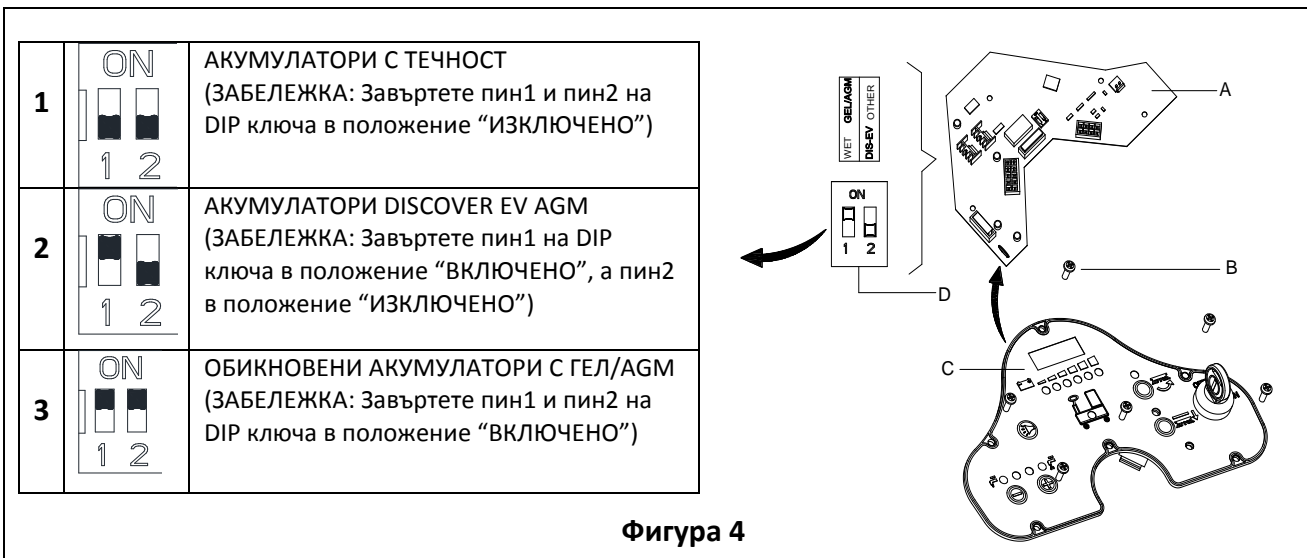 1
ON
1 2
АКУМУЛАТОРИ С ТЕЧНОСТ
(ЗАБЕЛЕЖКА: Завъртете пин1 и пин2 на
DIP ключа в положение “ИЗКЛЮЧЕНО”)
2
ON
1 2
АКУМУЛАТОРИ DISCOVER EV AGM
(ЗАБЕЛЕЖКА: Завъртете пин1 на DIP
ключа в положение “ВКЛЮЧЕНО”, а пин2
в положение “ИЗКЛЮЧЕНО”)
3
ON
1 2
ОБИКНОВЕНИ АКУМУЛАТОРИ С ГЕЛ/AGM
(ЗАБЕЛЕЖКА: Завъртете пин1 и пин2 на
DIP ключа в положение “ВКЛЮЧЕНО”)
WET GEL/AGM
DIS-EV OTHER
ON
1 2
A
B
D
C
Фигура 4